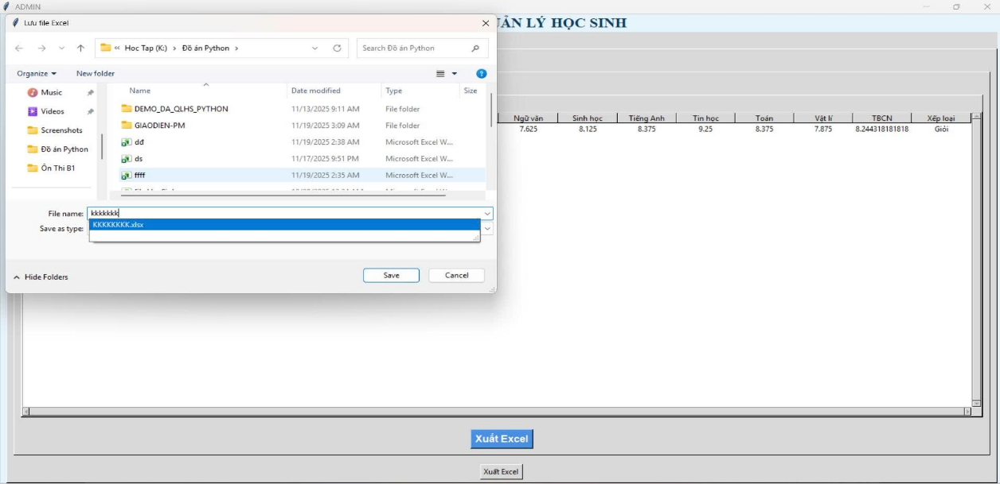 ADMIN
Lưu file Excel
ẢN LÝ HỌC SINH
« Hoc Tap (K:) > Đồ án Python >
Search Đồ án Python
Organize
New folder
Name Date modified Type Size
Music
Videos
Screenshots
Đồ án Python
Ôn Thi B1
DEMO_DA_QLHS_PYTHON 11/13/2025 9:11 AM File folder
GIAODIEN-PM 11/19/2025 3:09 AM File folder
dđ 11/19/2025 2:38 AM Microsoft Excel W...
ds 11/17/2025 9:51 PM Microsoft Excel W...
ffff 11/19/2025 2:35 AM Microsoft Excel W...
Ngữ văn Sinh học Tiếng Anh Tin học Toán Vật lí TBCN Xếp loại
7.625 8.125 8.375 9.25 8.375 7.875 8.244318181818 Giỏi
File name: kkkkkkk
KKKKKKKK.xlsx
Save as type:
Hide Folders
Save
Cancel
Xuất Excel
Xuất Excel